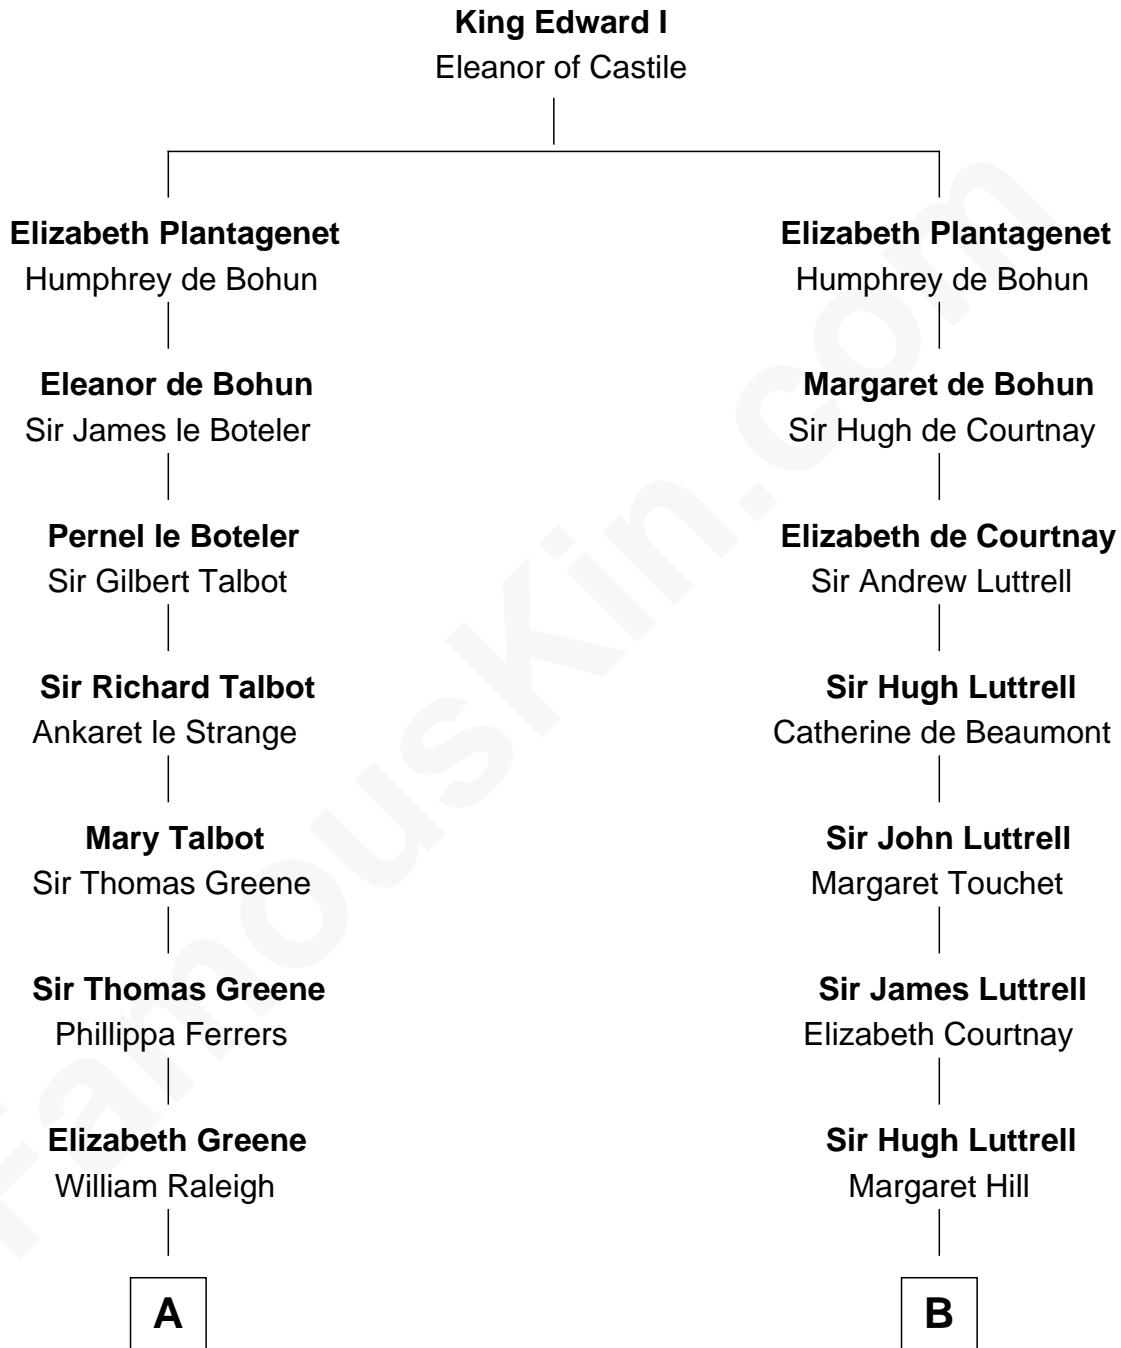 King Edward I
Eleanor of Castile
Elizabeth Plantagenet
Humphrey de Bohun
Elizabeth Plantagenet
Humphrey de Bohun
Eleanor de Bohun
Sir James le Boteler
Margaret de Bohun
Sir Hugh de Courtnay
Pernel le Boteler
Sir Gilbert Talbot
Elizabeth de Courtnay
Sir Andrew Luttrell
Sir Richard Talbot
Ankaret le Strange
Sir Hugh Luttrell
Catherine de Beaumont
Mary Talbot
Sir Thomas Greene
Sir John Luttrell
Margaret Touchet
Sir Thomas Greene
Phillippa Ferrers
Sir James Luttrell
Elizabeth Courtnay
Elizabeth Greene
William Raleigh
Sir Hugh Luttrell
Margaret Hill
A
B
FamousKin.com